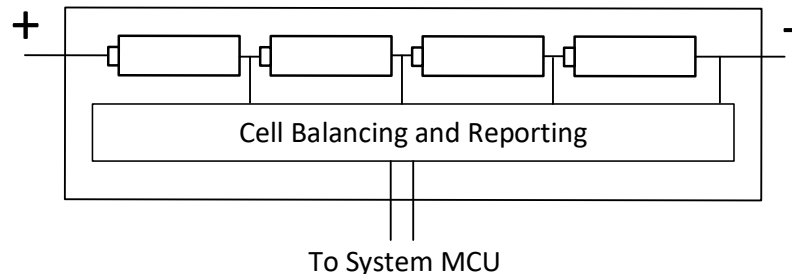 + -
Cell Balancing and Reporting
To System MCU